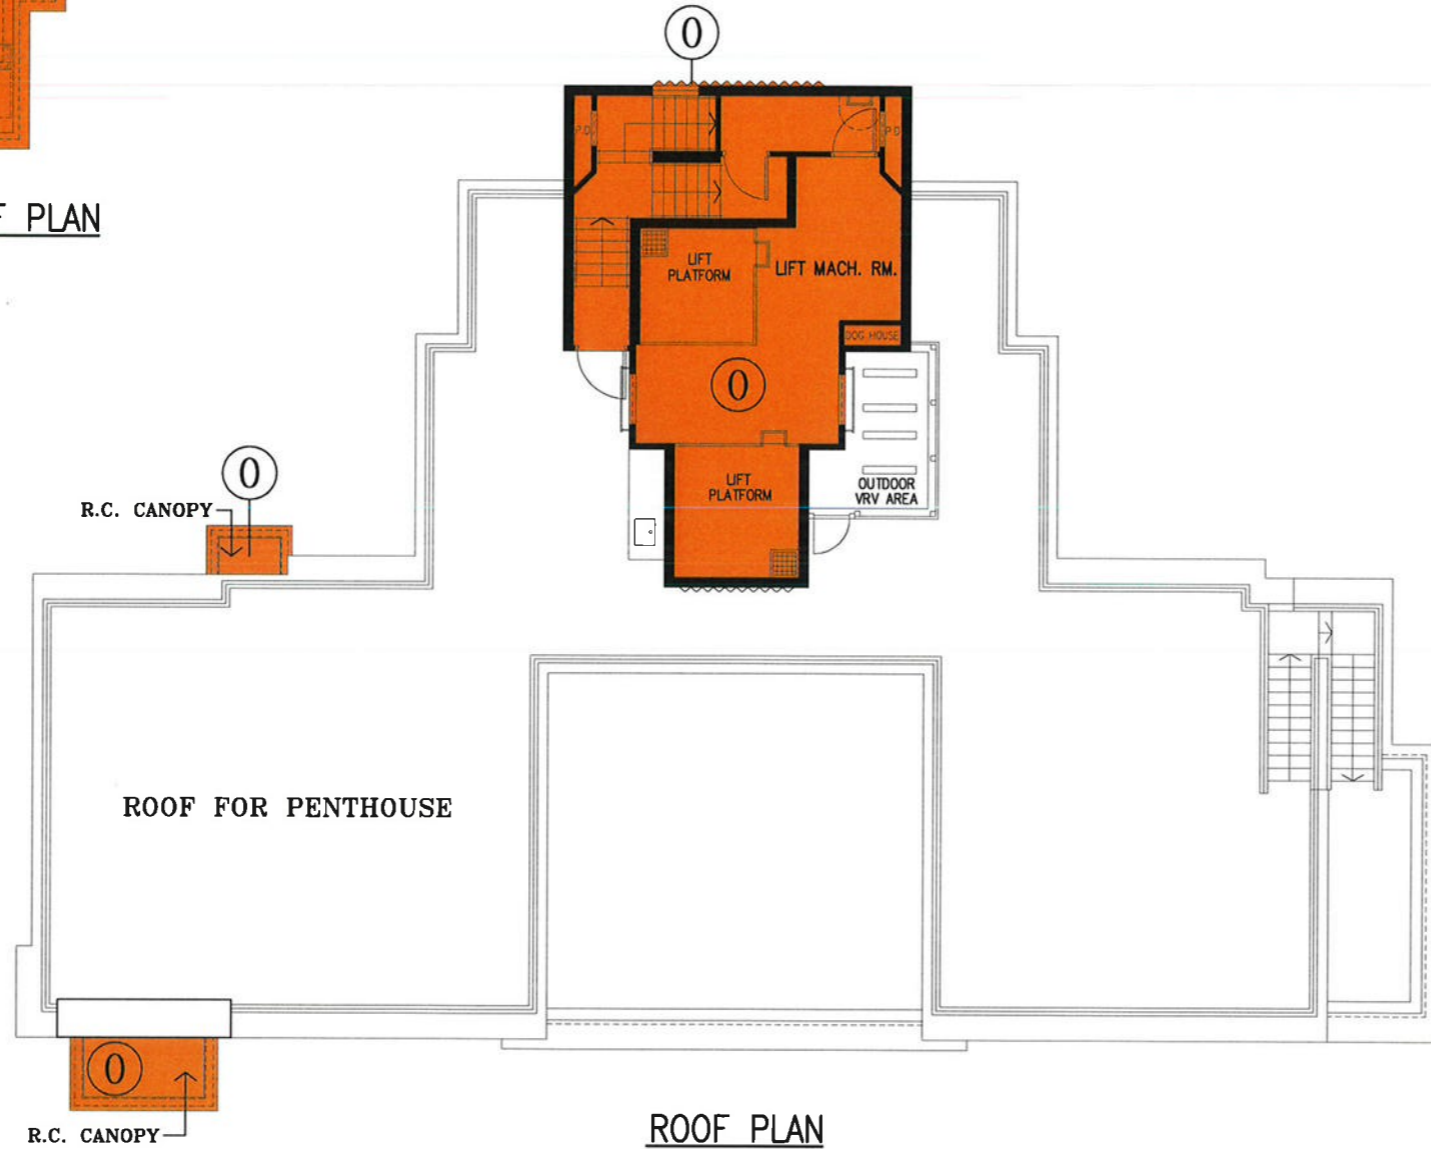 0
P.D
P.D
F PLAN
LIFT
PLATFORM
LIFT MACH. RM.
DOG HOUSE
0
0
R.C. CANOPY
LIFT
PLATFORM
OUTDOOR
VRV AREA
ROOF FOR PENTHOUSE
0
R.C. CANOPY
ROOF PLAN